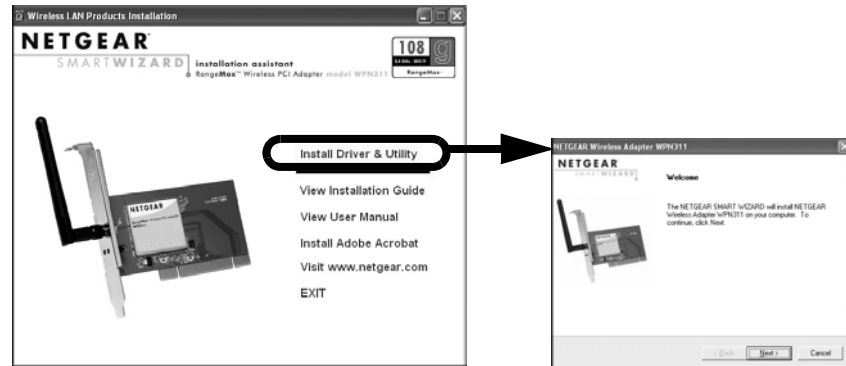 Wireless LAN Products Installation
NETGEAR
SMARTWIZARD
installation assistant
RangeMax™ Wireless PCI Adapter model WPN311
108
g
RangeMax™
NETGEAR
Install Driver & Utility
View Installation Guide
View User Manual
Install Adobe Acrobat
Visit www.netgear.com
EXIT
NETGEAR Wireless Adapter WPN311
NETGEAR
SMARTWIZARD
Welcome
The NETGEAR SMART WIZARD will install NETGEAR
Wireless Adapter WPN311 on your computer. To
continue, click Next.
< Back
Next >
Cancel